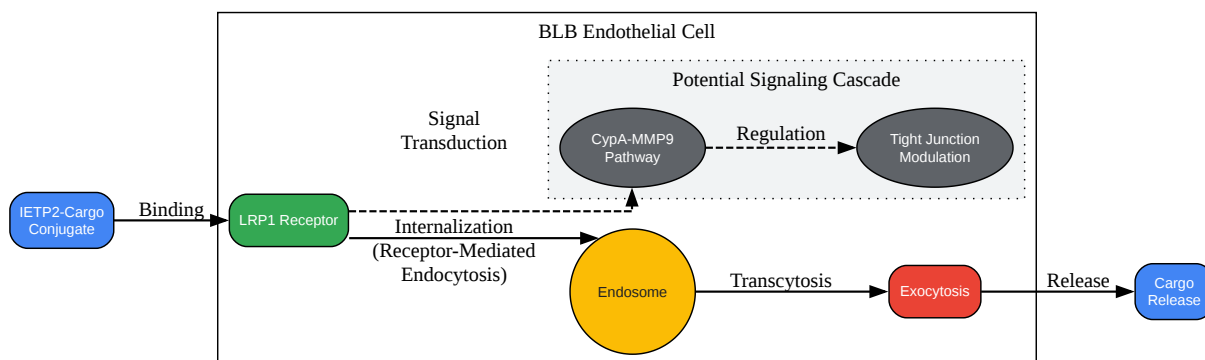 BLB Endothelial Cell
Potential Signaling Cascade
Signal
Transduction
CypA-MMP9
Pathway
Regulation
Tight Junction
Modulation
IETP2-Cargo
Conjugate
Binding
LRP1 Receptor
Internalization
(Receptor-Mediated
Endocytosis)
Endosome
Transcytosis
Exocytosis
Release
Cargo
Release